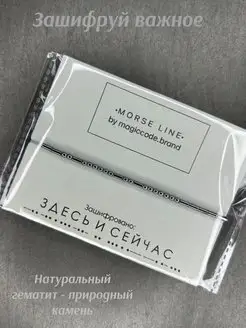 Зашифруй важное
·MORSE LINE·
by magiccode.brand
Зашифровано:
ЗДЕСЬ И СЕЙЧАС
Натуральный
гематит - природный
камень